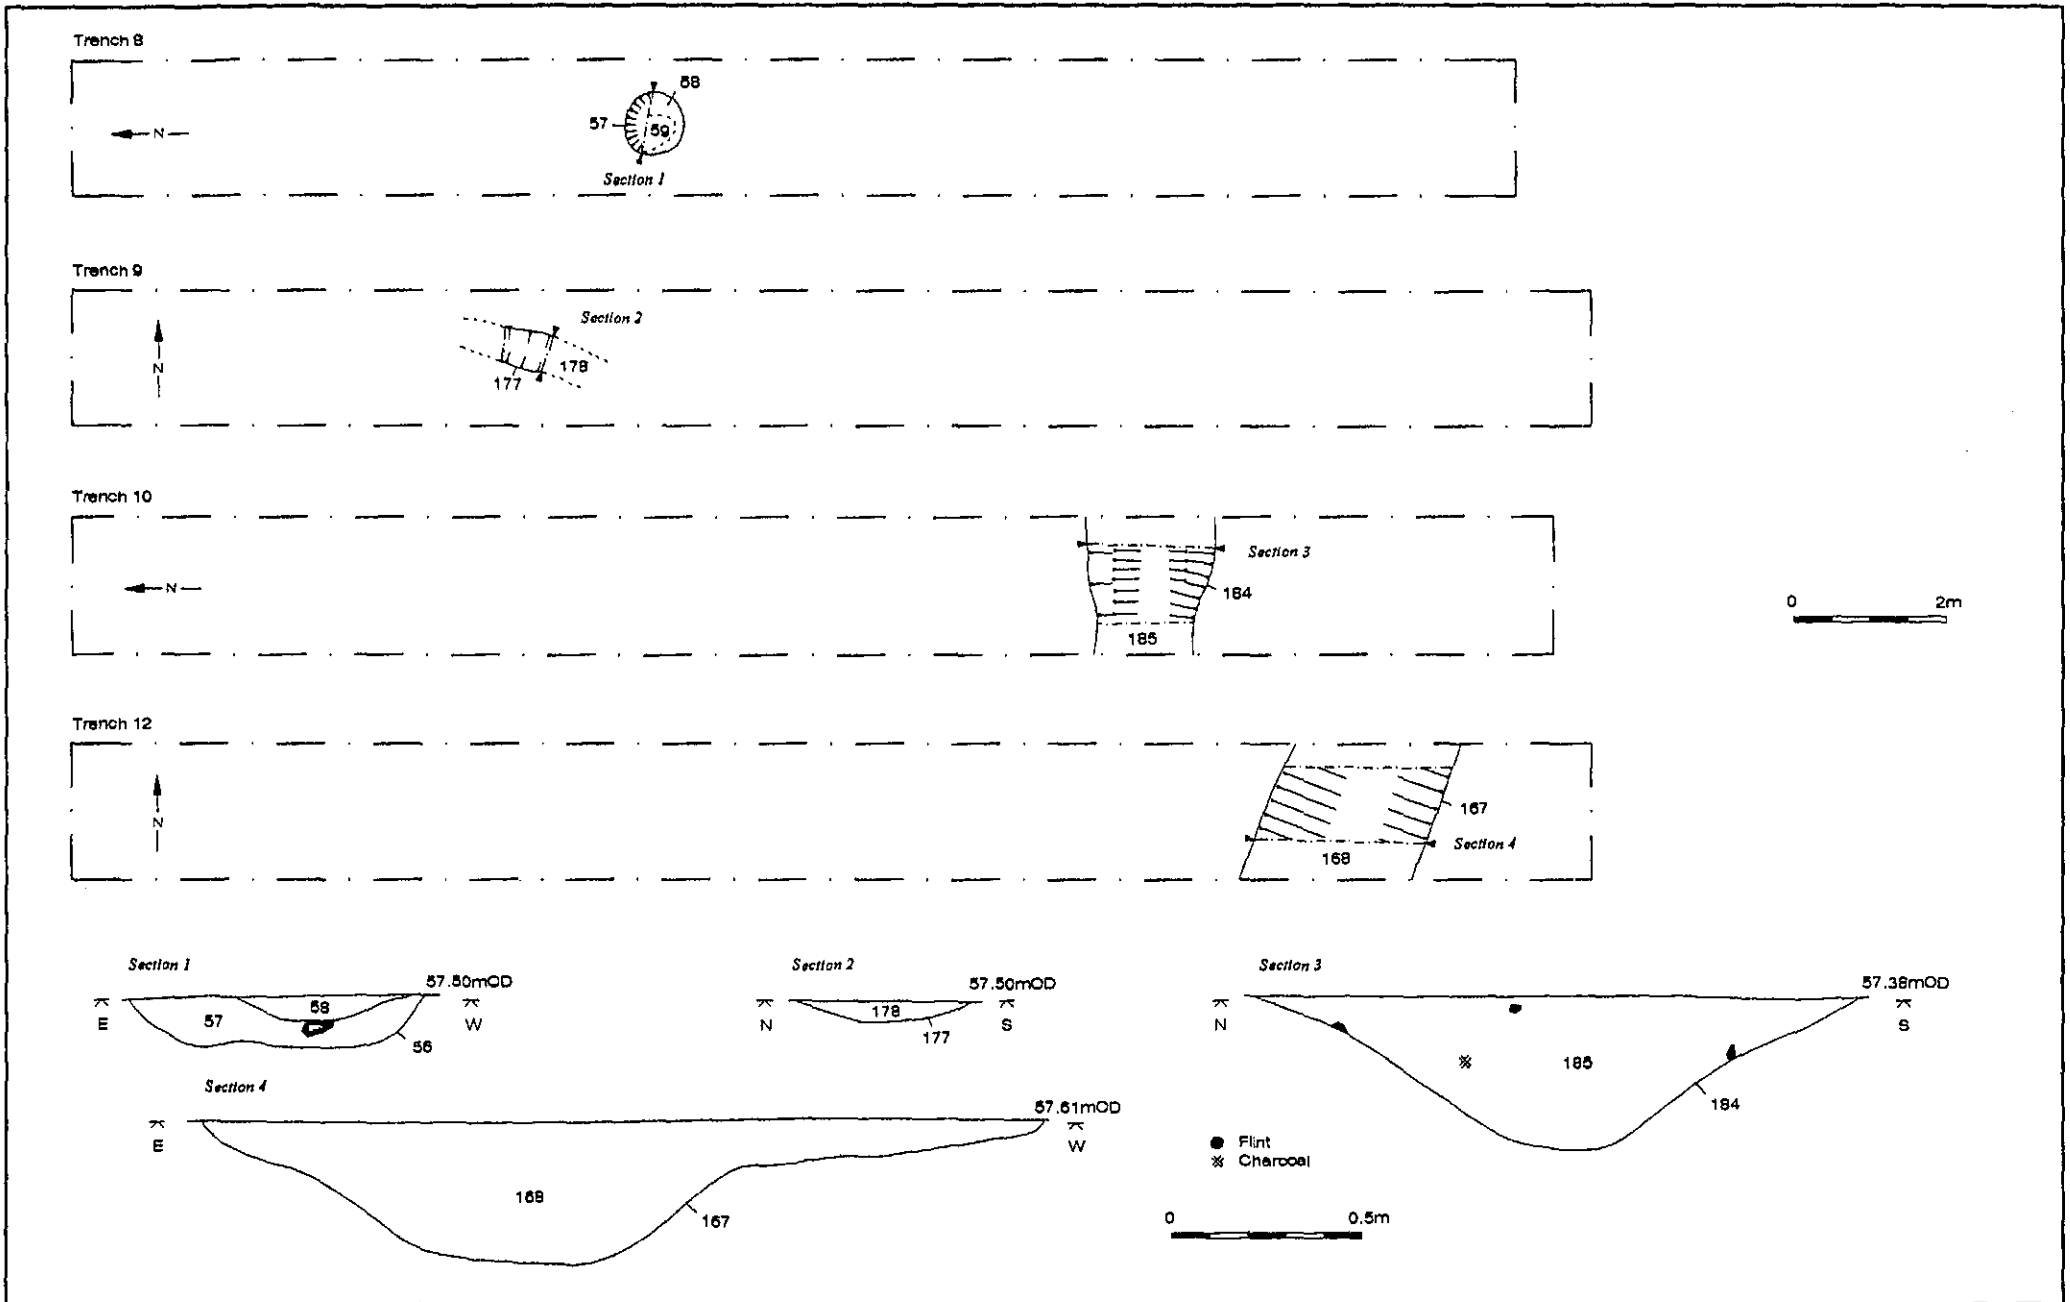 Trench 8
58
57
59
N
Section 1
Trench 9
Section 2
N
178
177
Trench 10
Section 3
N
184
185
0 2m
Trench 12
N
167
Section 4
168
Section 1
57.50mOD
E
58
57
W
56
Section 2
57.50mOD
N
178
S
177
Section 3
57.38mOD
N
S
185
184
Section 4
57.61mOD
E
W
168
167
Flint
Charcoal
0 0.5m